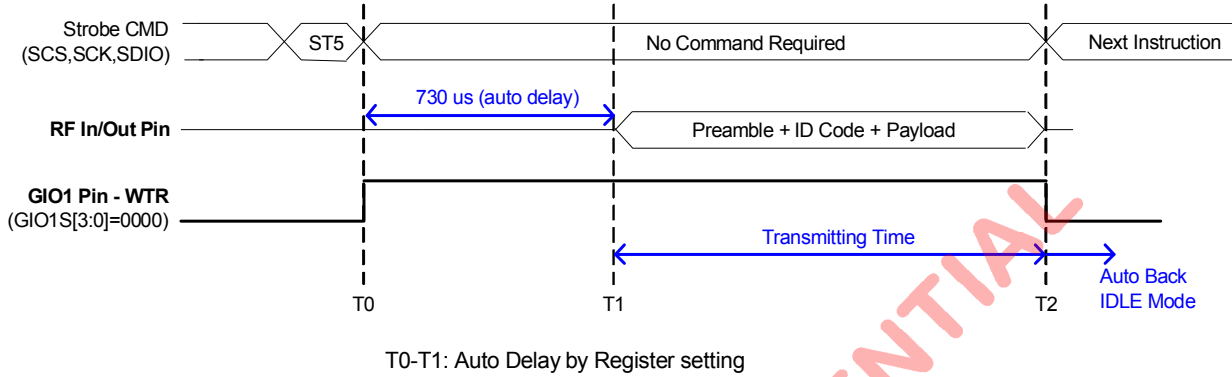 Strobe CMD
(SCS,SCK,SDIO)
ST5
No Command Required
Next Instruction
730 us (auto delay)
RF In/Out Pin
Preamble + ID Code + Payload
GIO1 Pin - WTR
(GIO1S[3:0]=0000)
Transmitting Time
Auto Back
IDLE Mode
T0
T1
T2
T0-T1: Auto Delay by Register setting
ENTIAL